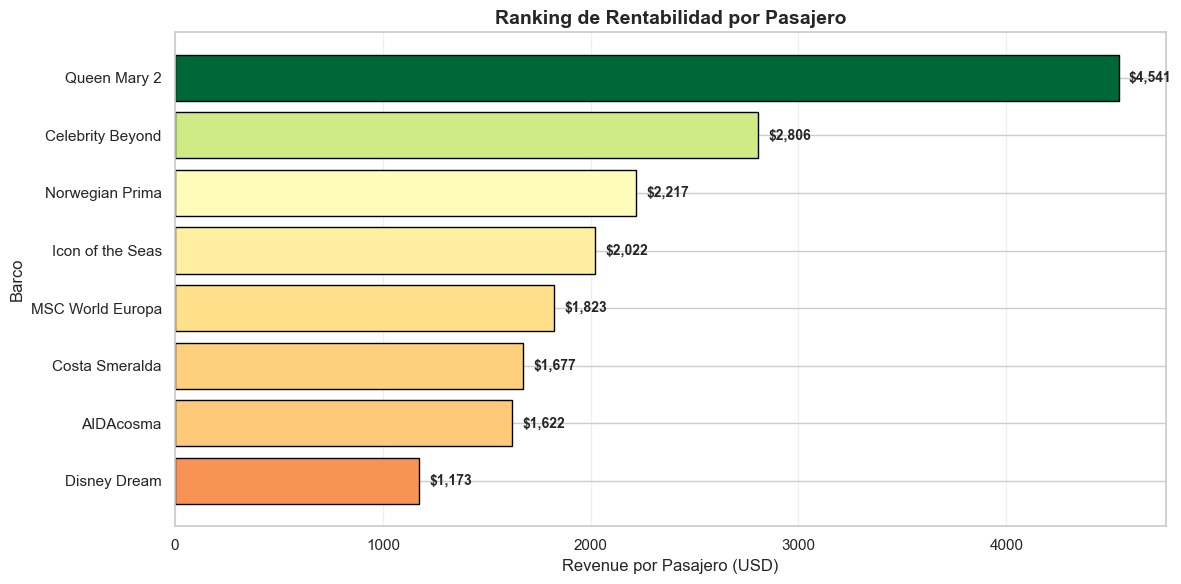 Ranking de Rentabilidad por Pasajero
Queen Mary 2
$4,541
Celebrity Beyond
$2,806
Norwegian Prima
$2,217
Icon of the Seas
$2,022
MSC World Europa
$1,823
Costa Smeralda
$1,677
AIDAcosma
$1,622
Disney Dream
$1,173
Barco
0 1000 2000 3000 4000
Revenue por Pasajero (USD)